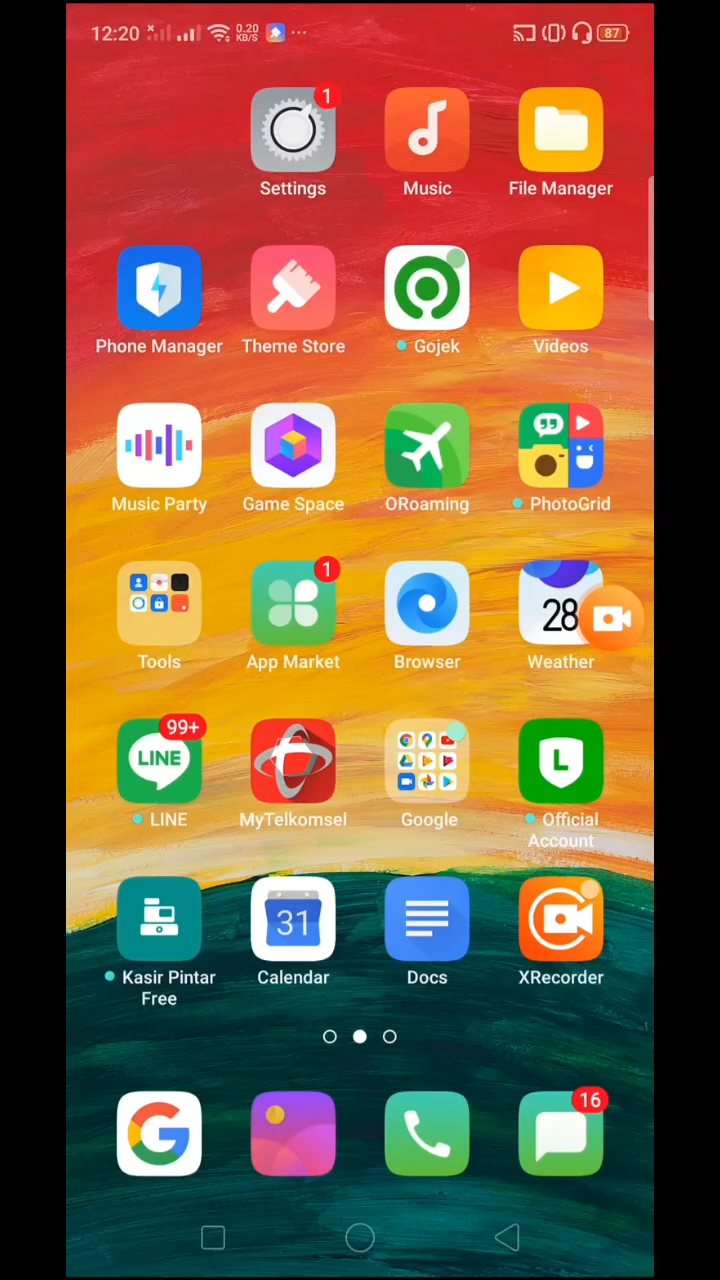 12:20 0.20 KB/S 87
1
Settings Music File Manager
Phone Manager Theme Store Gojek Videos
Music Party Game Space ORoaming PhotoGrid
1
28
Tools App Market Browser Weather
99+
LINE L
LINE MyTelkomsel Google Official
Account
31
Kasir Pintar Calendar Docs XRecorder
Free
16